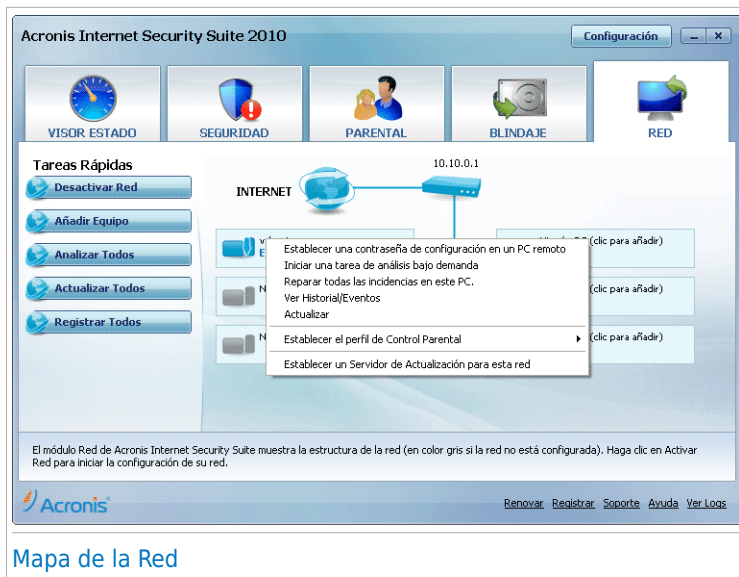 Acronis Internet Security Suite 2010
Configuración
VISOR ESTADO
SEGURIDAD
PARENTAL
BLINDAJE
RED
Tareas Rápidas
Desactivar Red
Añadir Equipo
Analizar Todos
Actualizar Todos
Registrar Todos
INTERNET
10.10.0.1
(clic para añadir)
Establecer una contraseña de configuración en un PC remoto
Iniciar una tarea de análisis bajo demanda
Reparar todas las incidencias en este PC.
(clic para añadir)
Ver Historial/Eventos
Actualizar
Establecer el perfil de Control Parental
(clic para añadir)
Establecer un Servidor de Actualización para esta red
El módulo Red de Acronis Internet Security Suite muestra la estructura de la red (en color gris si la red no está configurada). Haga clic en Activar
Red para iniciar la configuración de su red.
Acronis
Renovar Registrar Soporte Ayuda Ver Logs
Mapa de la Red